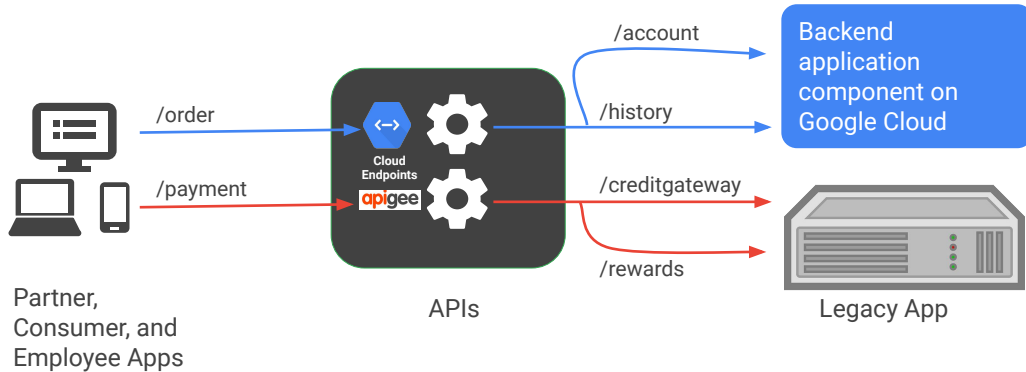 /order
/payment
Partner,
Consumer, and
Employee Apps
Cloud
Endpoints
apigee
APIs
/account
/history
/creditgateway
/rewards
Backend
application
component on
Google Cloud
Legacy App